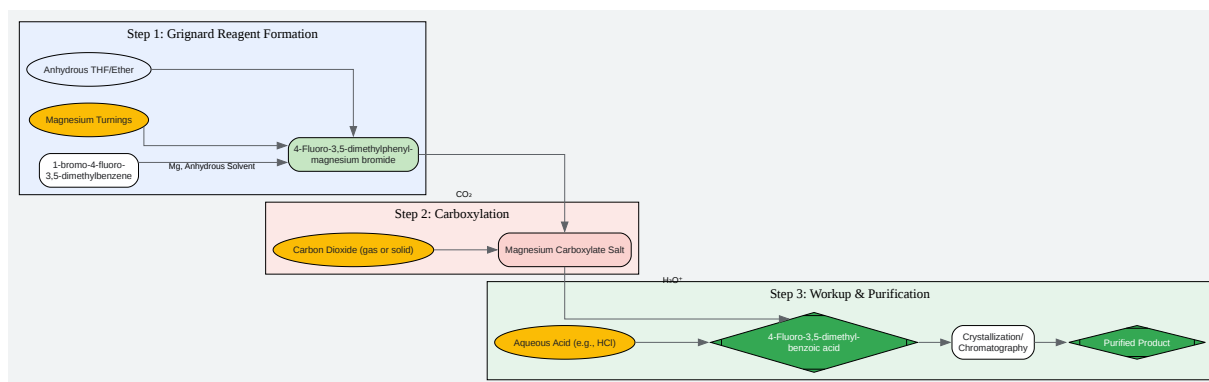 Step 1: Grignard Reagent Formation
Anhydrous THF/Ether
Magnesium Turnings
1-bromo-4-fluoro-
3,5-dimethylbenzene
Mg, Anhydrous Solvent
4-Fluoro-3,5-dimethylphenyl-
magnesium bromide
CO₂
Step 2: Carboxylation
Carbon Dioxide (gas or solid)
Magnesium Carboxylate Salt
H₃O⁺
Step 3: Workup & Purification
Aqueous Acid (e.g., HCl)
4-Fluoro-3,5-dimethyl-
benzoic acid
Crystallization/
Chromatography
Purified Product